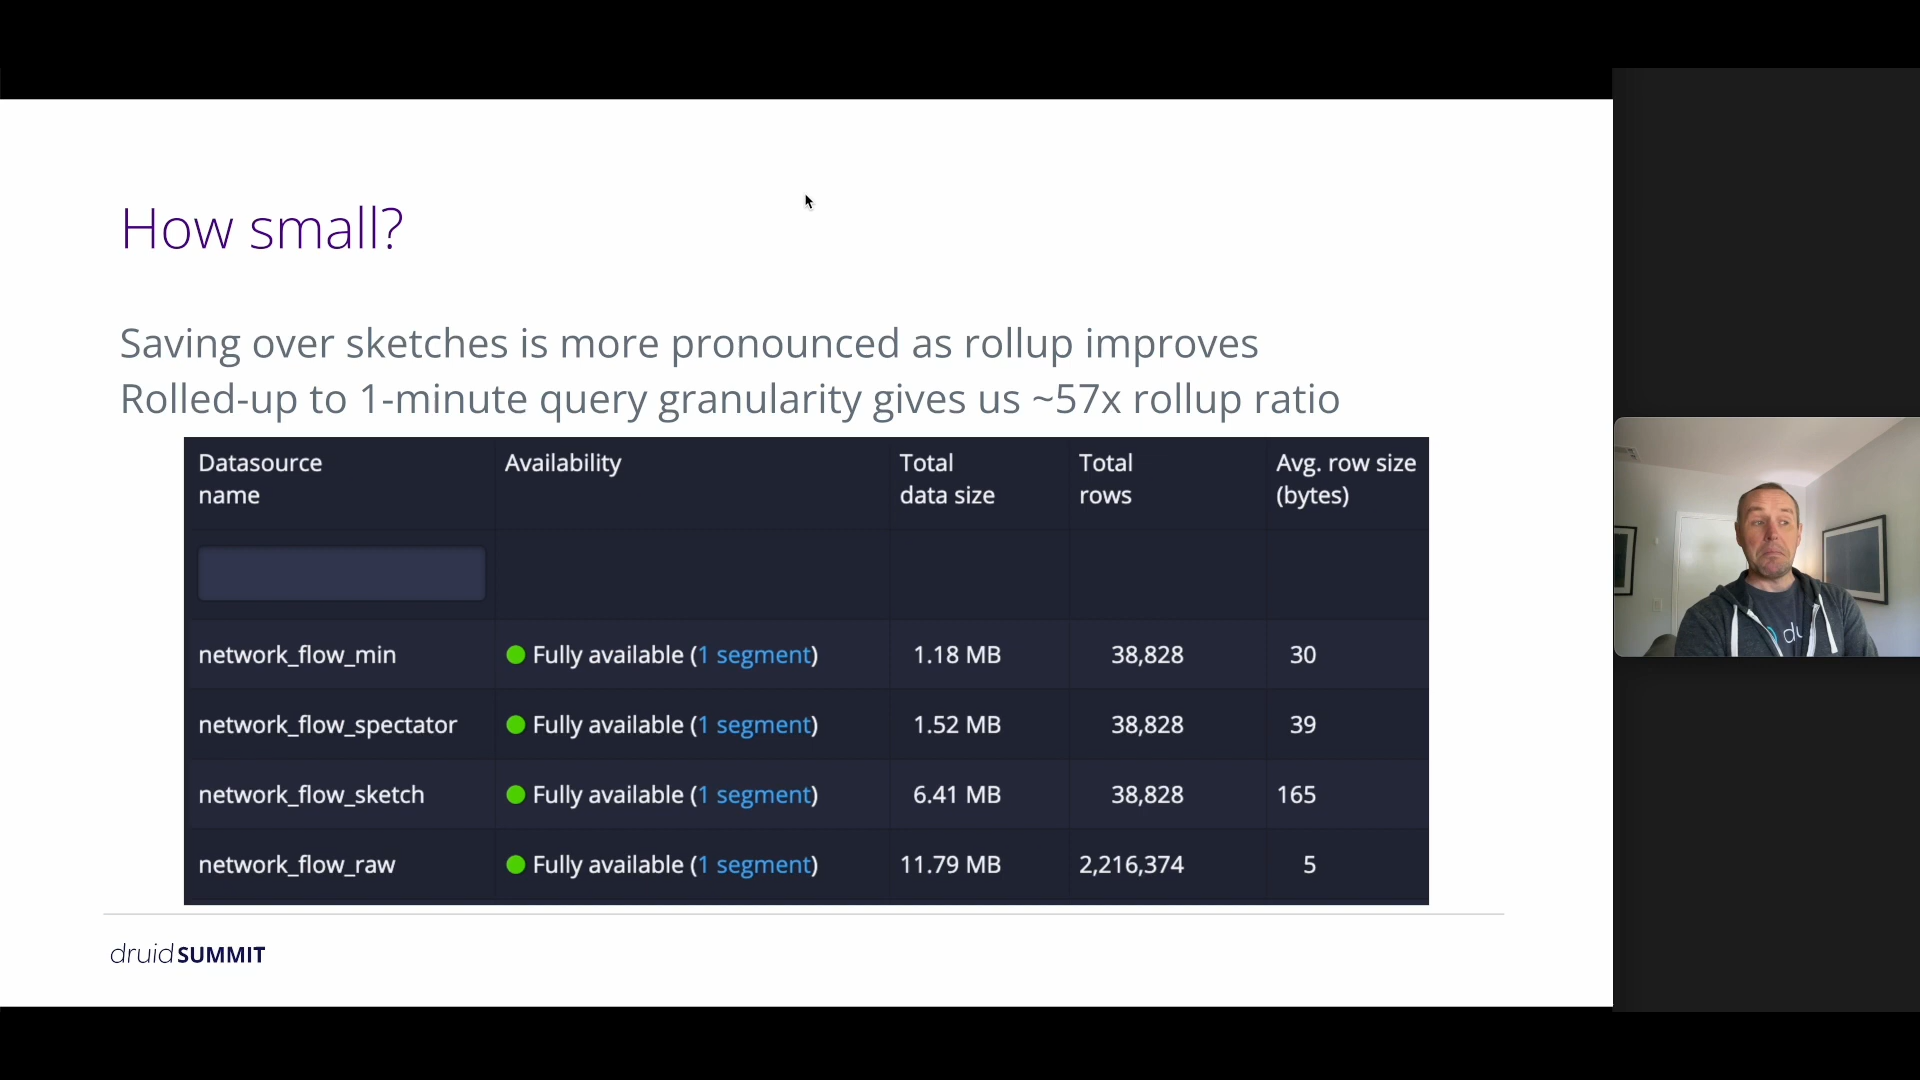 How small?
Saving over sketches is more pronounced as rollup improves
Rolled-up to 1-minute query granularity gives us ~57x rollup ratio
Datasource name Availability Total data size Total rows Avg. row size (bytes)
network_flow_min Fully available (1 segment) 1.18 MB 38,828 30
network_flow_spectator Fully available (1 segment) 1.52 MB 38,828 39
network_flow_sketch Fully available (1 segment) 6.41 MB 38,828 165
network_flow_raw Fully available (1 segment) 11.79 MB 2,216,374 5
druid SUMMIT